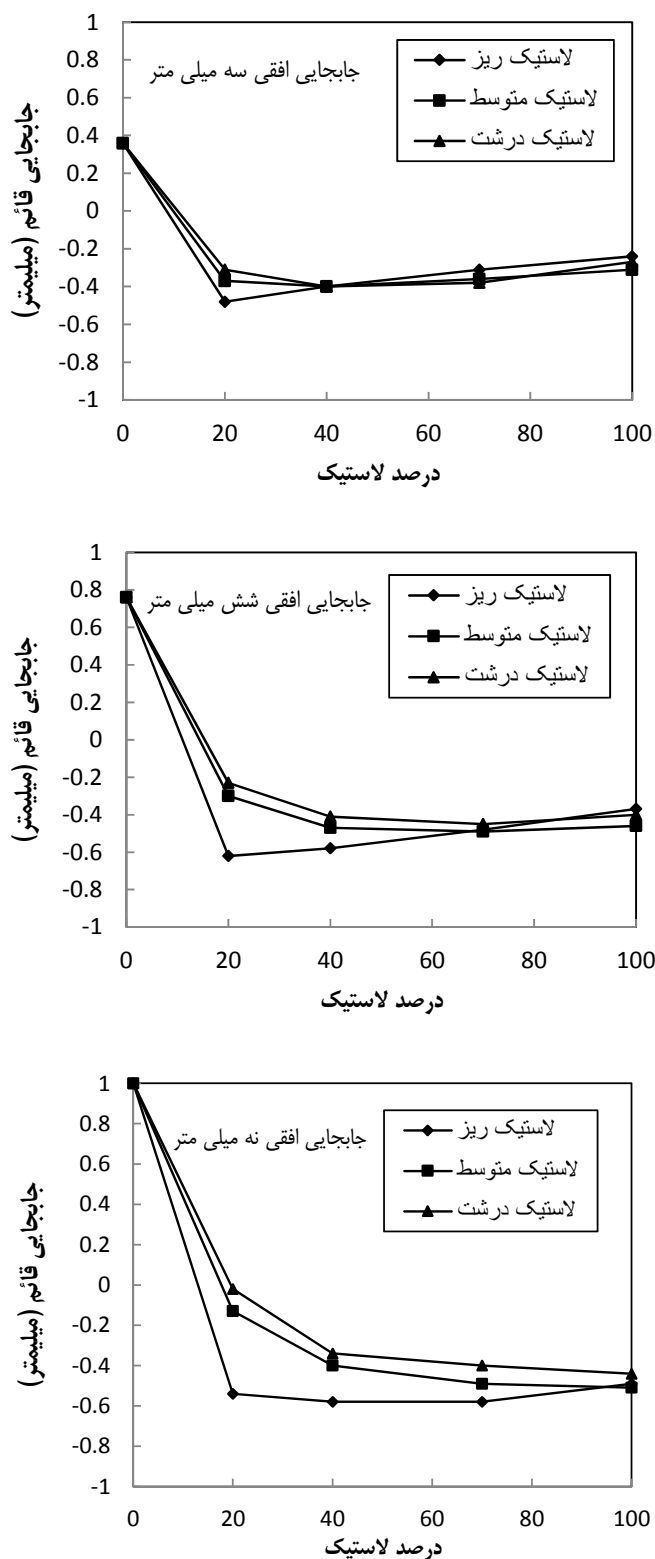 جابجایی افقی سه میلی متر
لاستیک ریز
لاستیک متوسط
لاستیک درشت
جابجایی قائم (میلیمتر)
1
0.8
0.6
0.4
0.2
0
-0.2
-0.4
-0.6
-0.8
-1
0 20 40 60 80 100
درصد لاستیک
جابجایی افقی شش میلی متر
لاستیک ریز
لاستیک متوسط
لاستیک درشت
جابجایی قائم (میلیمتر)
1
0.8
0.6
0.4
0.2
0
-0.2
-0.4
-0.6
-0.8
-1
0 20 40 60 80 100
درصد لاستیک
جابجایی افقی نه میلی متر
لاستیک ریز
لاستیک متوسط
لاستیک درشت
جابجایی قائم (میلیمتر)
1
0.8
0.6
0.4
0.2
0
-0.2
-0.4
-0.6
-0.8
-1
0 20 40 60 80 100
درصد لاستیک